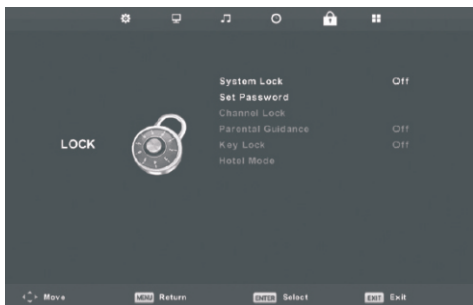 System Lock Off
Set Password
Channel Lock
Parental Guidance Off
LOCK
Key Lock Off
Hotel Mode
Move MENU Return ENTER Select EXIT Exit